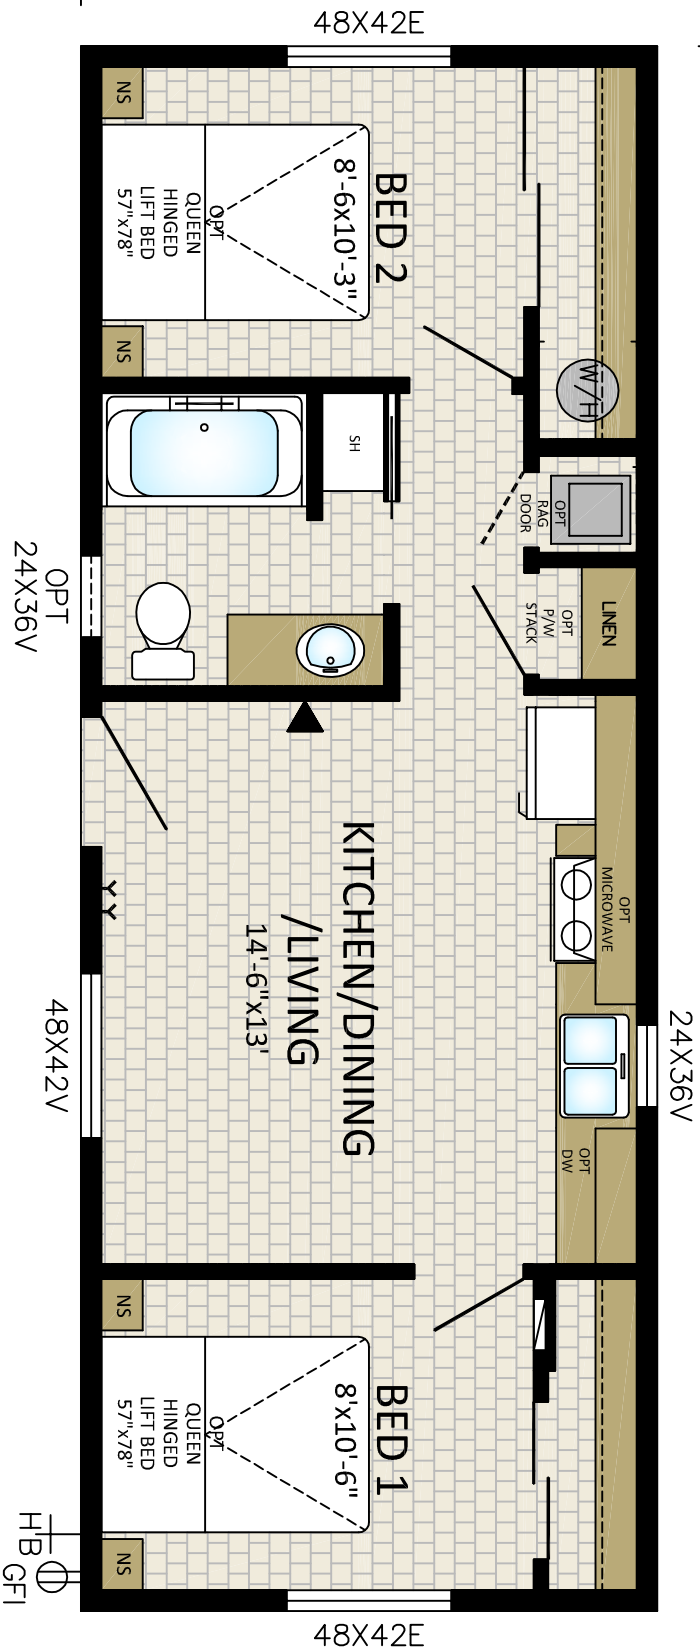 48X42E
NS
BED 2
8'-6x10'-3"
OPT
QUEEN
HINGED
LIFT BED
57"x78"
NS
W/H
SH
OPT
RAG
DOOR
LINEN
OPT
P/W
STACK
OPT
24X36V
KITCHEN/DINING
/LIVING
14'-6"x13'
OPT
MICROWAVE
24X36V
48X42V
OPT
DW
NS
BED 1
8'x10'-6"
OPT
QUEEN
HINGED
LIFT BED
57"x78"
NS
HB
GFI
48X42E